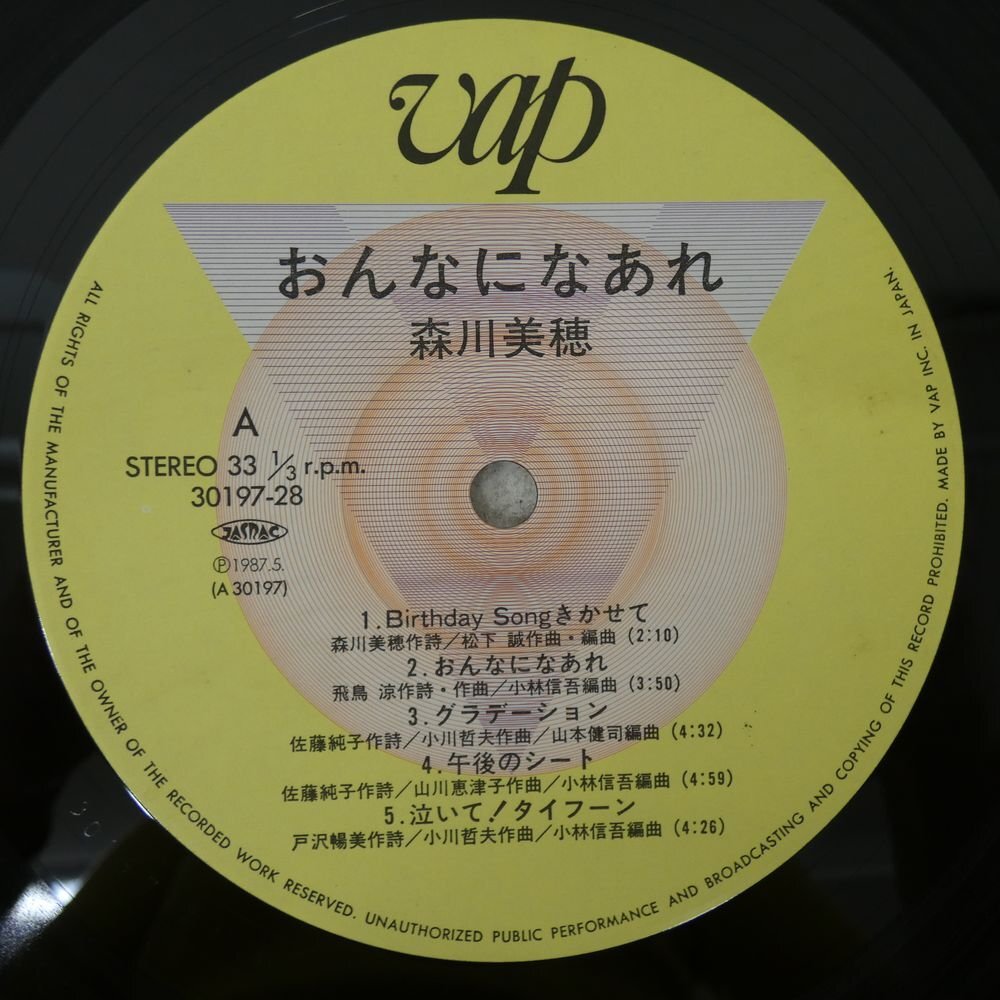 vap
おんなになあれ
森川美穂
A
STEREO 33 1/3 r.p.m.
30197-28
JASRAC
Ⓟ1987.5.
(A 30197)
1.Birthday Songきかせて
森川美穂作詩/松下 誠作曲・編曲 (2:10)
2.おんなになあれ
飛鳥 涼作詩・作曲/小林信吾編曲 (3:50)
3.グラデーション
佐藤純子作詩/小川哲夫作曲/山本健司編曲 (4:32)
4.午後のシート
佐藤純子作詩/山川恵津子作曲/小林信吾編曲 (4:59)
5.泣いて!タイフーン
戸沢暢美作詩/小川哲夫作曲/小林信吾編曲 (4:26)
ALL RIGHTS OF THE MANUFACTURER AND OF THE OWNER OF THE RECORDED WORK RESERVED. UNAUTHORIZED PUBLIC PERFORMANCE AND BROADCASTING AND COPYING OF THIS RECORD PROHIBITED. MADE BY VAP INC. IN JAPAN.